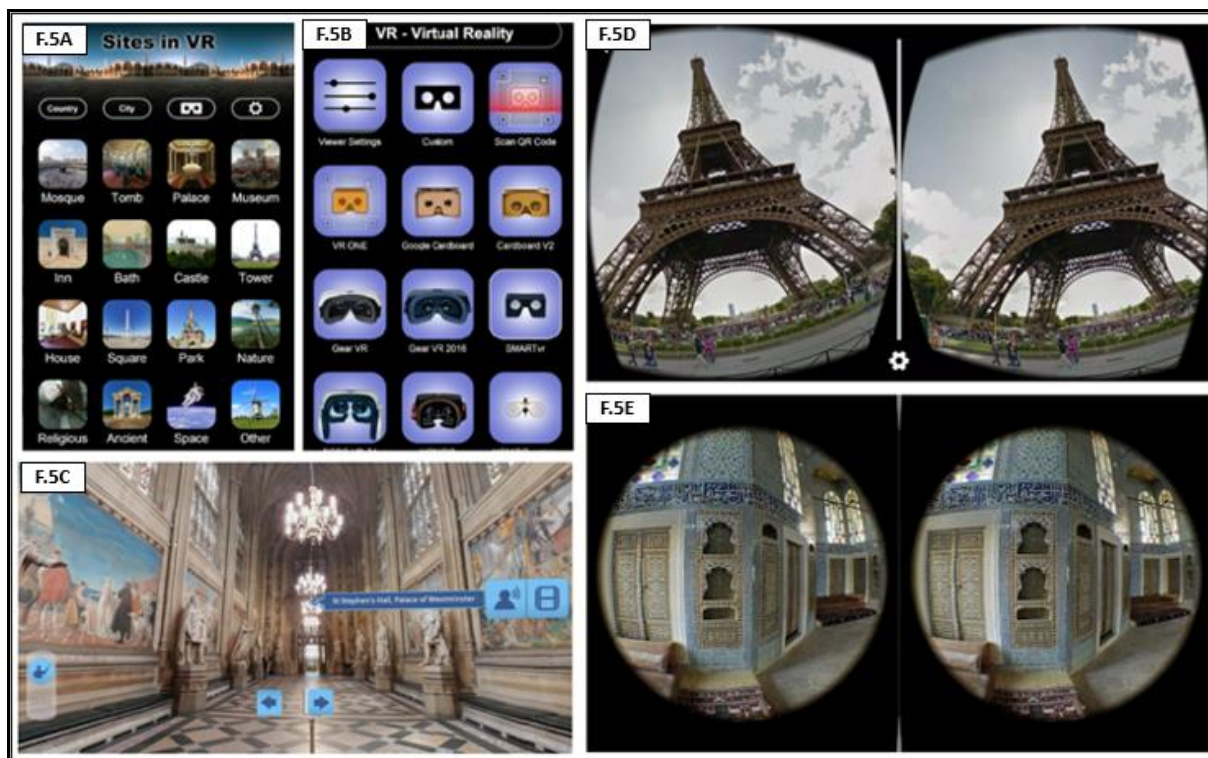 F.5A
Sites in VR
Country City
Mosque Tomb Palace Museum
Inn Bath Castle Tower
House Square Park Nature
Religious Ancient Space Other
F.5B
VR - Virtual Reality
Viewer Settings Custom Scan QR Code
VR ONE Google Cardboard Cardboard V2
Gear VR Gear VR 2016 SMARTvr
F.5C
St Stephen's Hall, Palace of Westminster
F.5D
F.5E